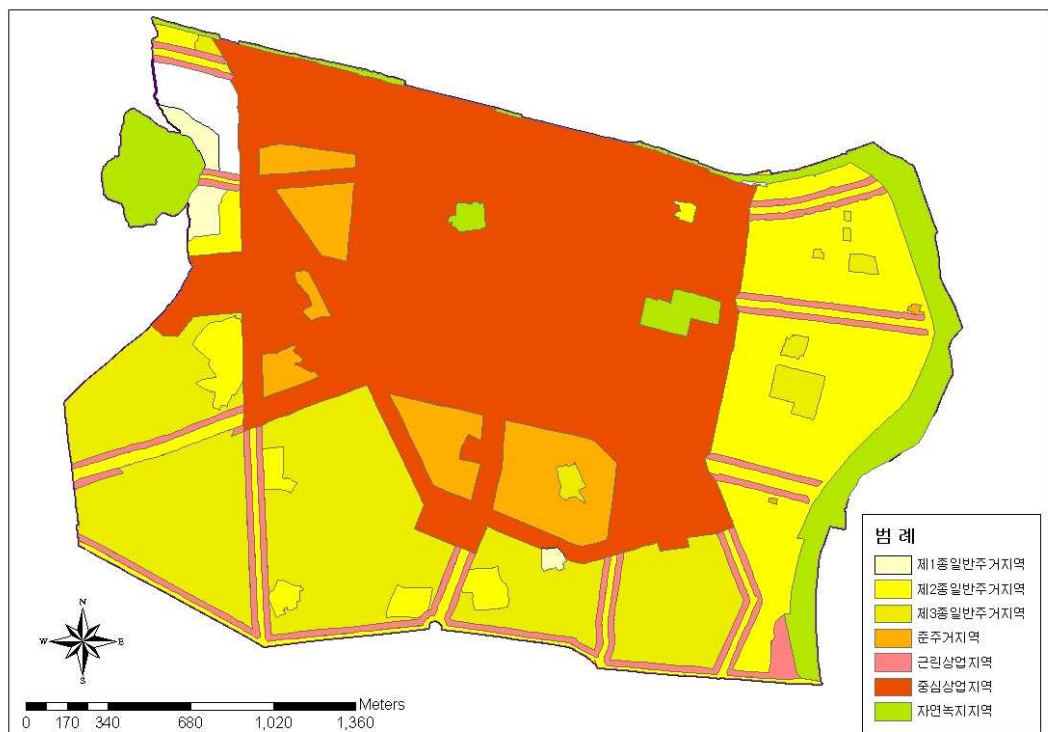 범 례
제1종일반주거지역
제2종일반주거지역
제3종일반주거지역
준주거지역
근린상업지역
중심상업지역
자연녹지지역
N
W E
S
Meters
0 170 340 680 1,020 1,360